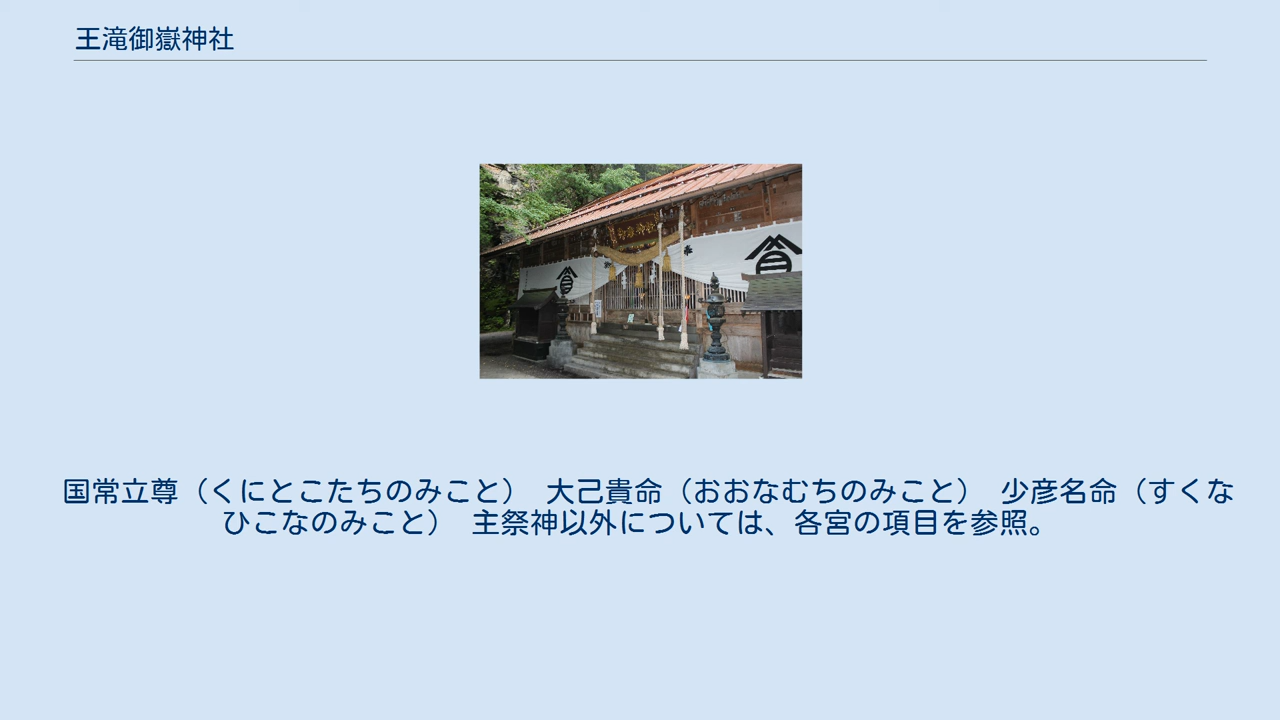 王滝御嶽神社
国常立尊（くにとこたちのみこと）　大己貴命（おおなむちのみこと）　少彦名命（すくな
ひこなのみこと）　主祭神以外については、各宮の項目を参照。